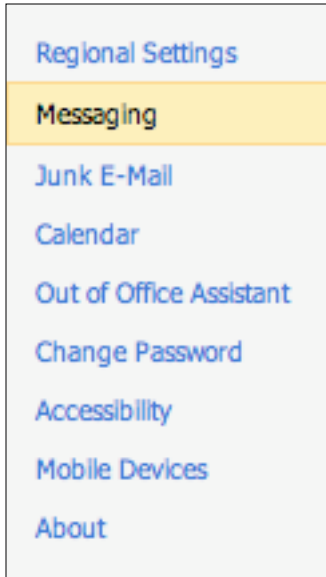 Regional Settings
Messaging
Junk E-Mail
Calendar
Out of Office Assistant
Change Password
Accessibility
Mobile Devices
About